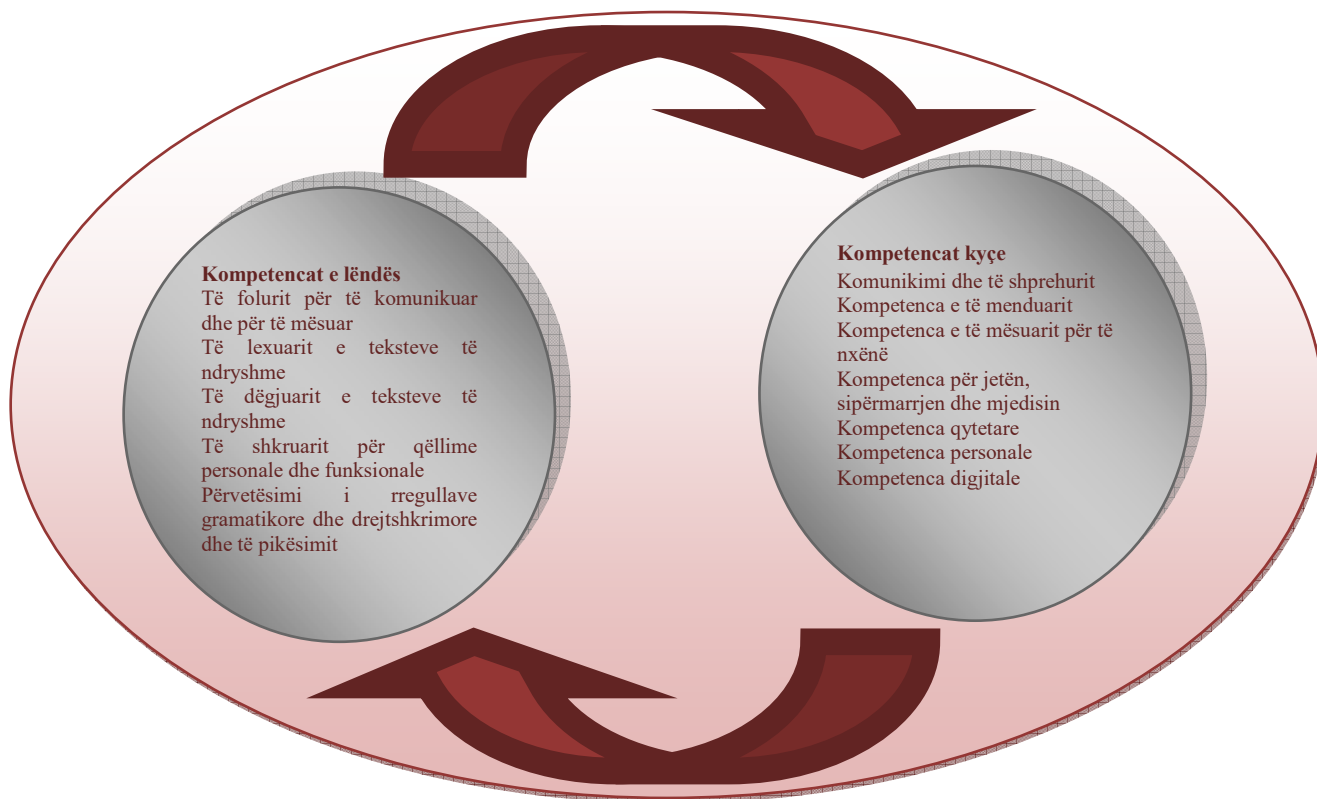 Kompetencat e lëndës
Të folurit për të komunikuar
dhe për të mësuar
Të lexuarit e teksteve të
ndryshme
Të dëgjuarit e teksteve të
ndryshme
Të shkruarit për qëllime
personale dhe funksionale
Përvetësimi i rregullave
gramatikore dhe drejtshkrimore
dhe të pikësimit
Kompetencat kyçe
Komunikimi dhe të shprehurit
Kompetenca e të menduarit
Kompetenca e të mësuarit për të
nxënë
Kompetenca për jetën,
sipërmarrjen dhe mjedisin
Kompetenca qytetare
Kompetenca personale
Kompetenca digjitale